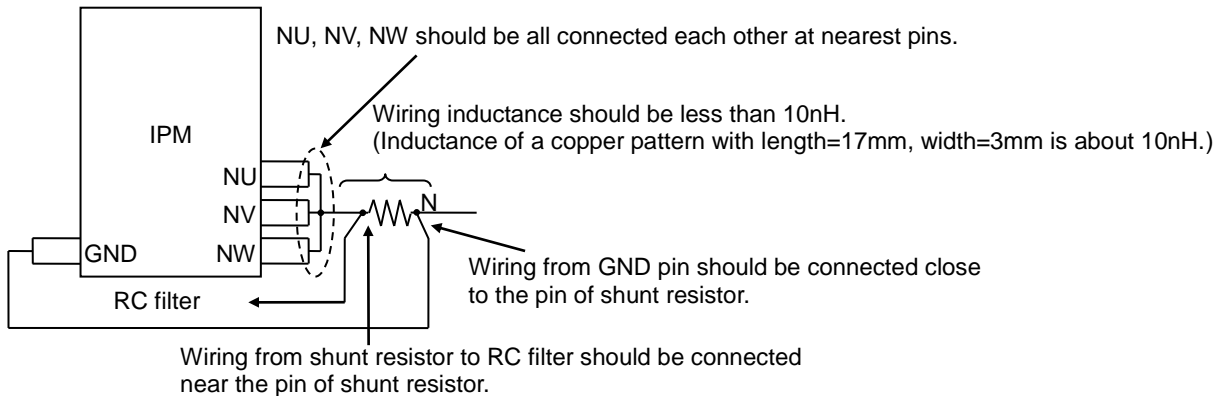 NU, NV, NW should be all connected each other at nearest pins.
Wiring inductance should be less than 10nH.
(Inductance of a copper pattern with length=17mm, width=3mm is about 10nH.)
IPM
NU
N
NV
GND
NW
Wiring from GND pin should be connected close
to the pin of shunt resistor.
RC filter
Wiring from shunt resistor to RC filter should be connected
near the pin of shunt resistor.